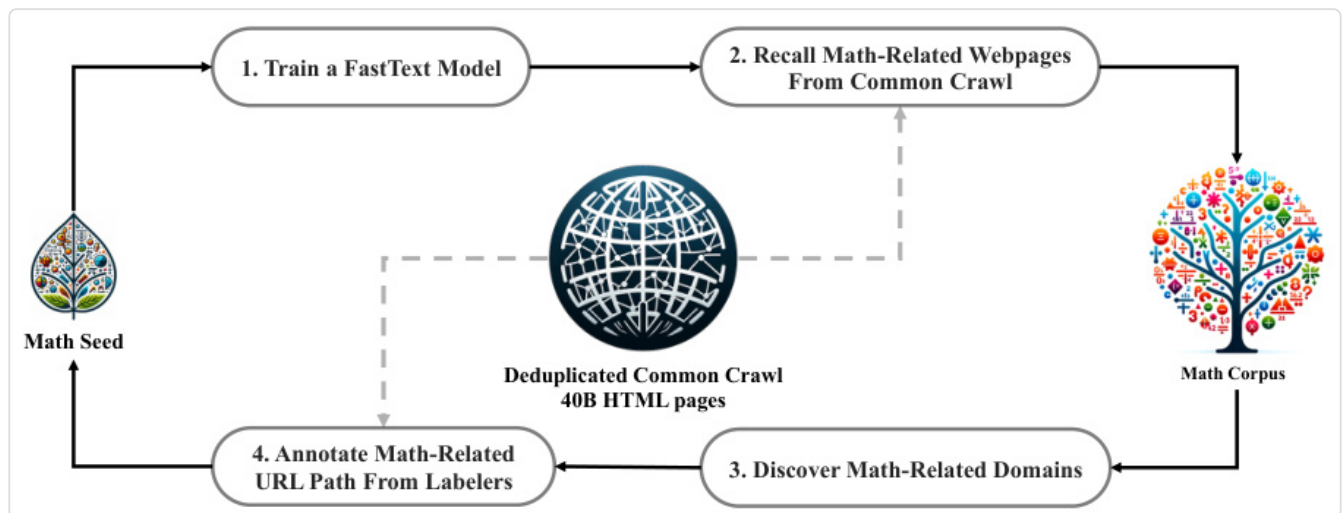 1. Train a FastText Model
2. Recall Math-Related Webpages
From Common Crawl
Math Seed
Deduplicated Common Crawl
40B HTML pages
Math Corpus
4. Annotate Math-Related
URL Path From Labelers
3. Discover Math-Related Domains